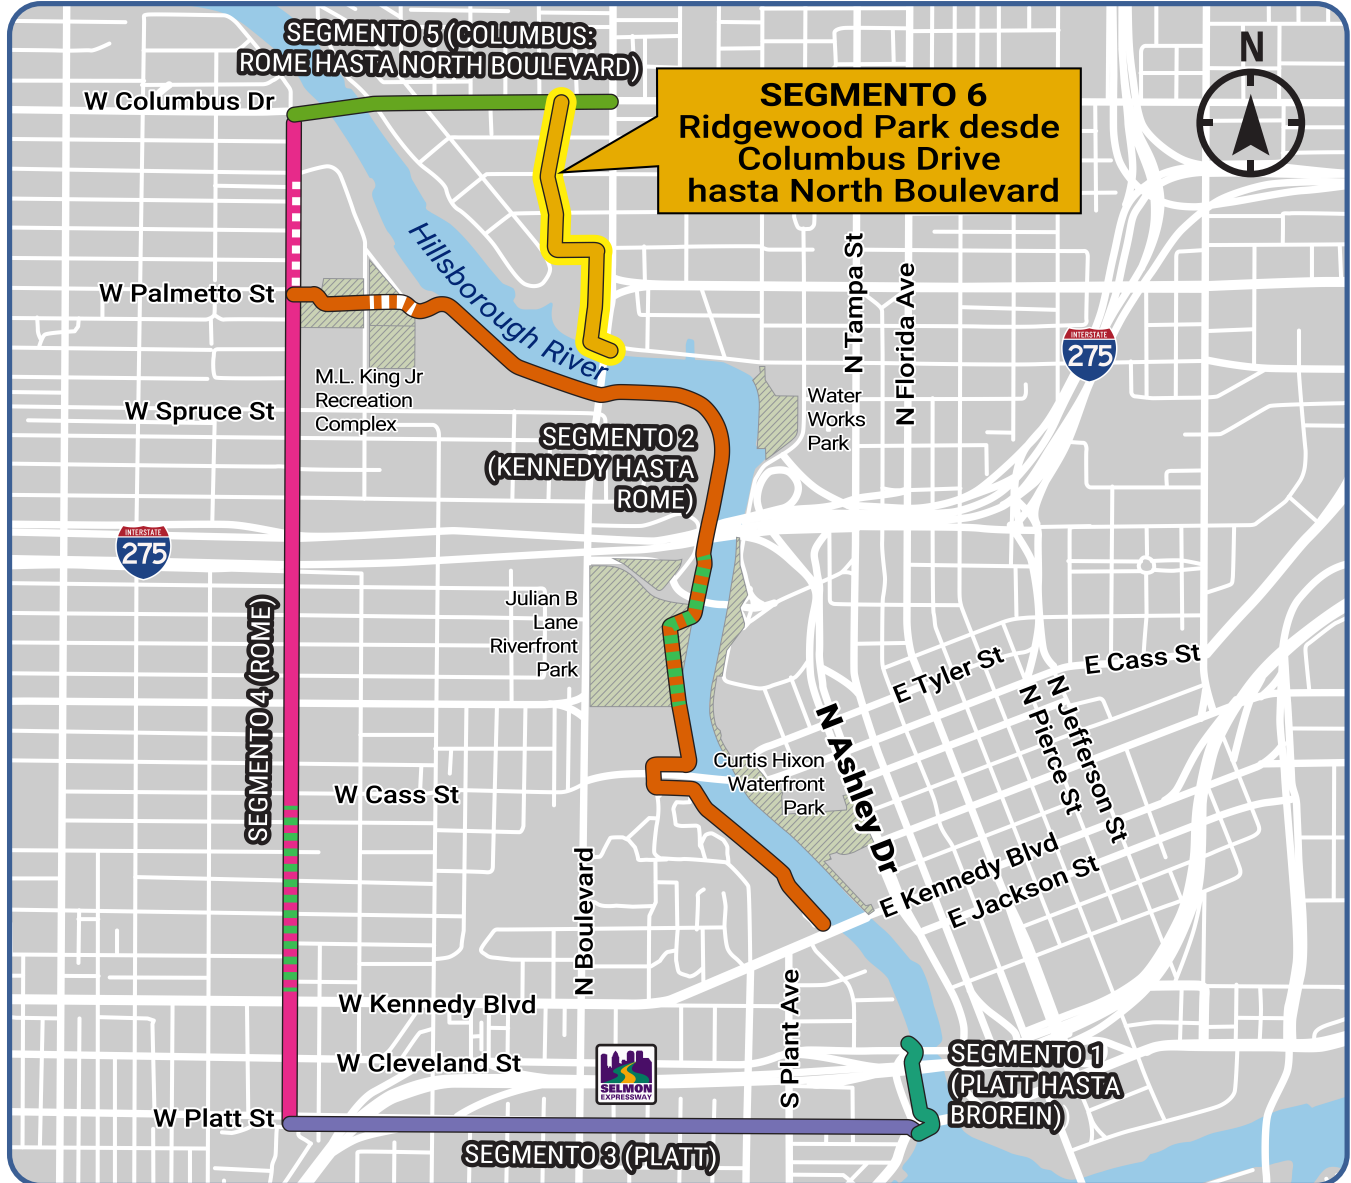 SEGMENTO 5 (COLUMBUS:
ROME HASTA NORTH BOULEVARD)
N
W Columbus Dr
SEGMENTO 6
Ridgewood Park desde
Columbus Drive
hasta North Boulevard
Hillsborough River
N Tampa St
N Florida Ave
W Palmetto St
INTERSTATE
275
M.L. King Jr
Recreation
Complex
W Spruce St
Water
Works
Park
SEGMENTO 2
(KENNEDY HASTA
ROME)
INTERSTATE
275
Julian B
Lane
Riverfront
Park
SEGMENTO 4 (ROME)
E Tyler St
E Cass St
N Jefferson St
N Pierce St
N Ashley Dr
Curtis Hixon
Waterfront
Park
W Cass St
N Boulevard
E Kennedy Blvd
E Jackson St
W Kennedy Blvd
S Plant Ave
W Cleveland St
SELMON
EXPRESSWAY
SEGMENTO 1
(PLATT HASTA
BROREIN)
W Platt St
SEGMENTO 3 (PLATT)